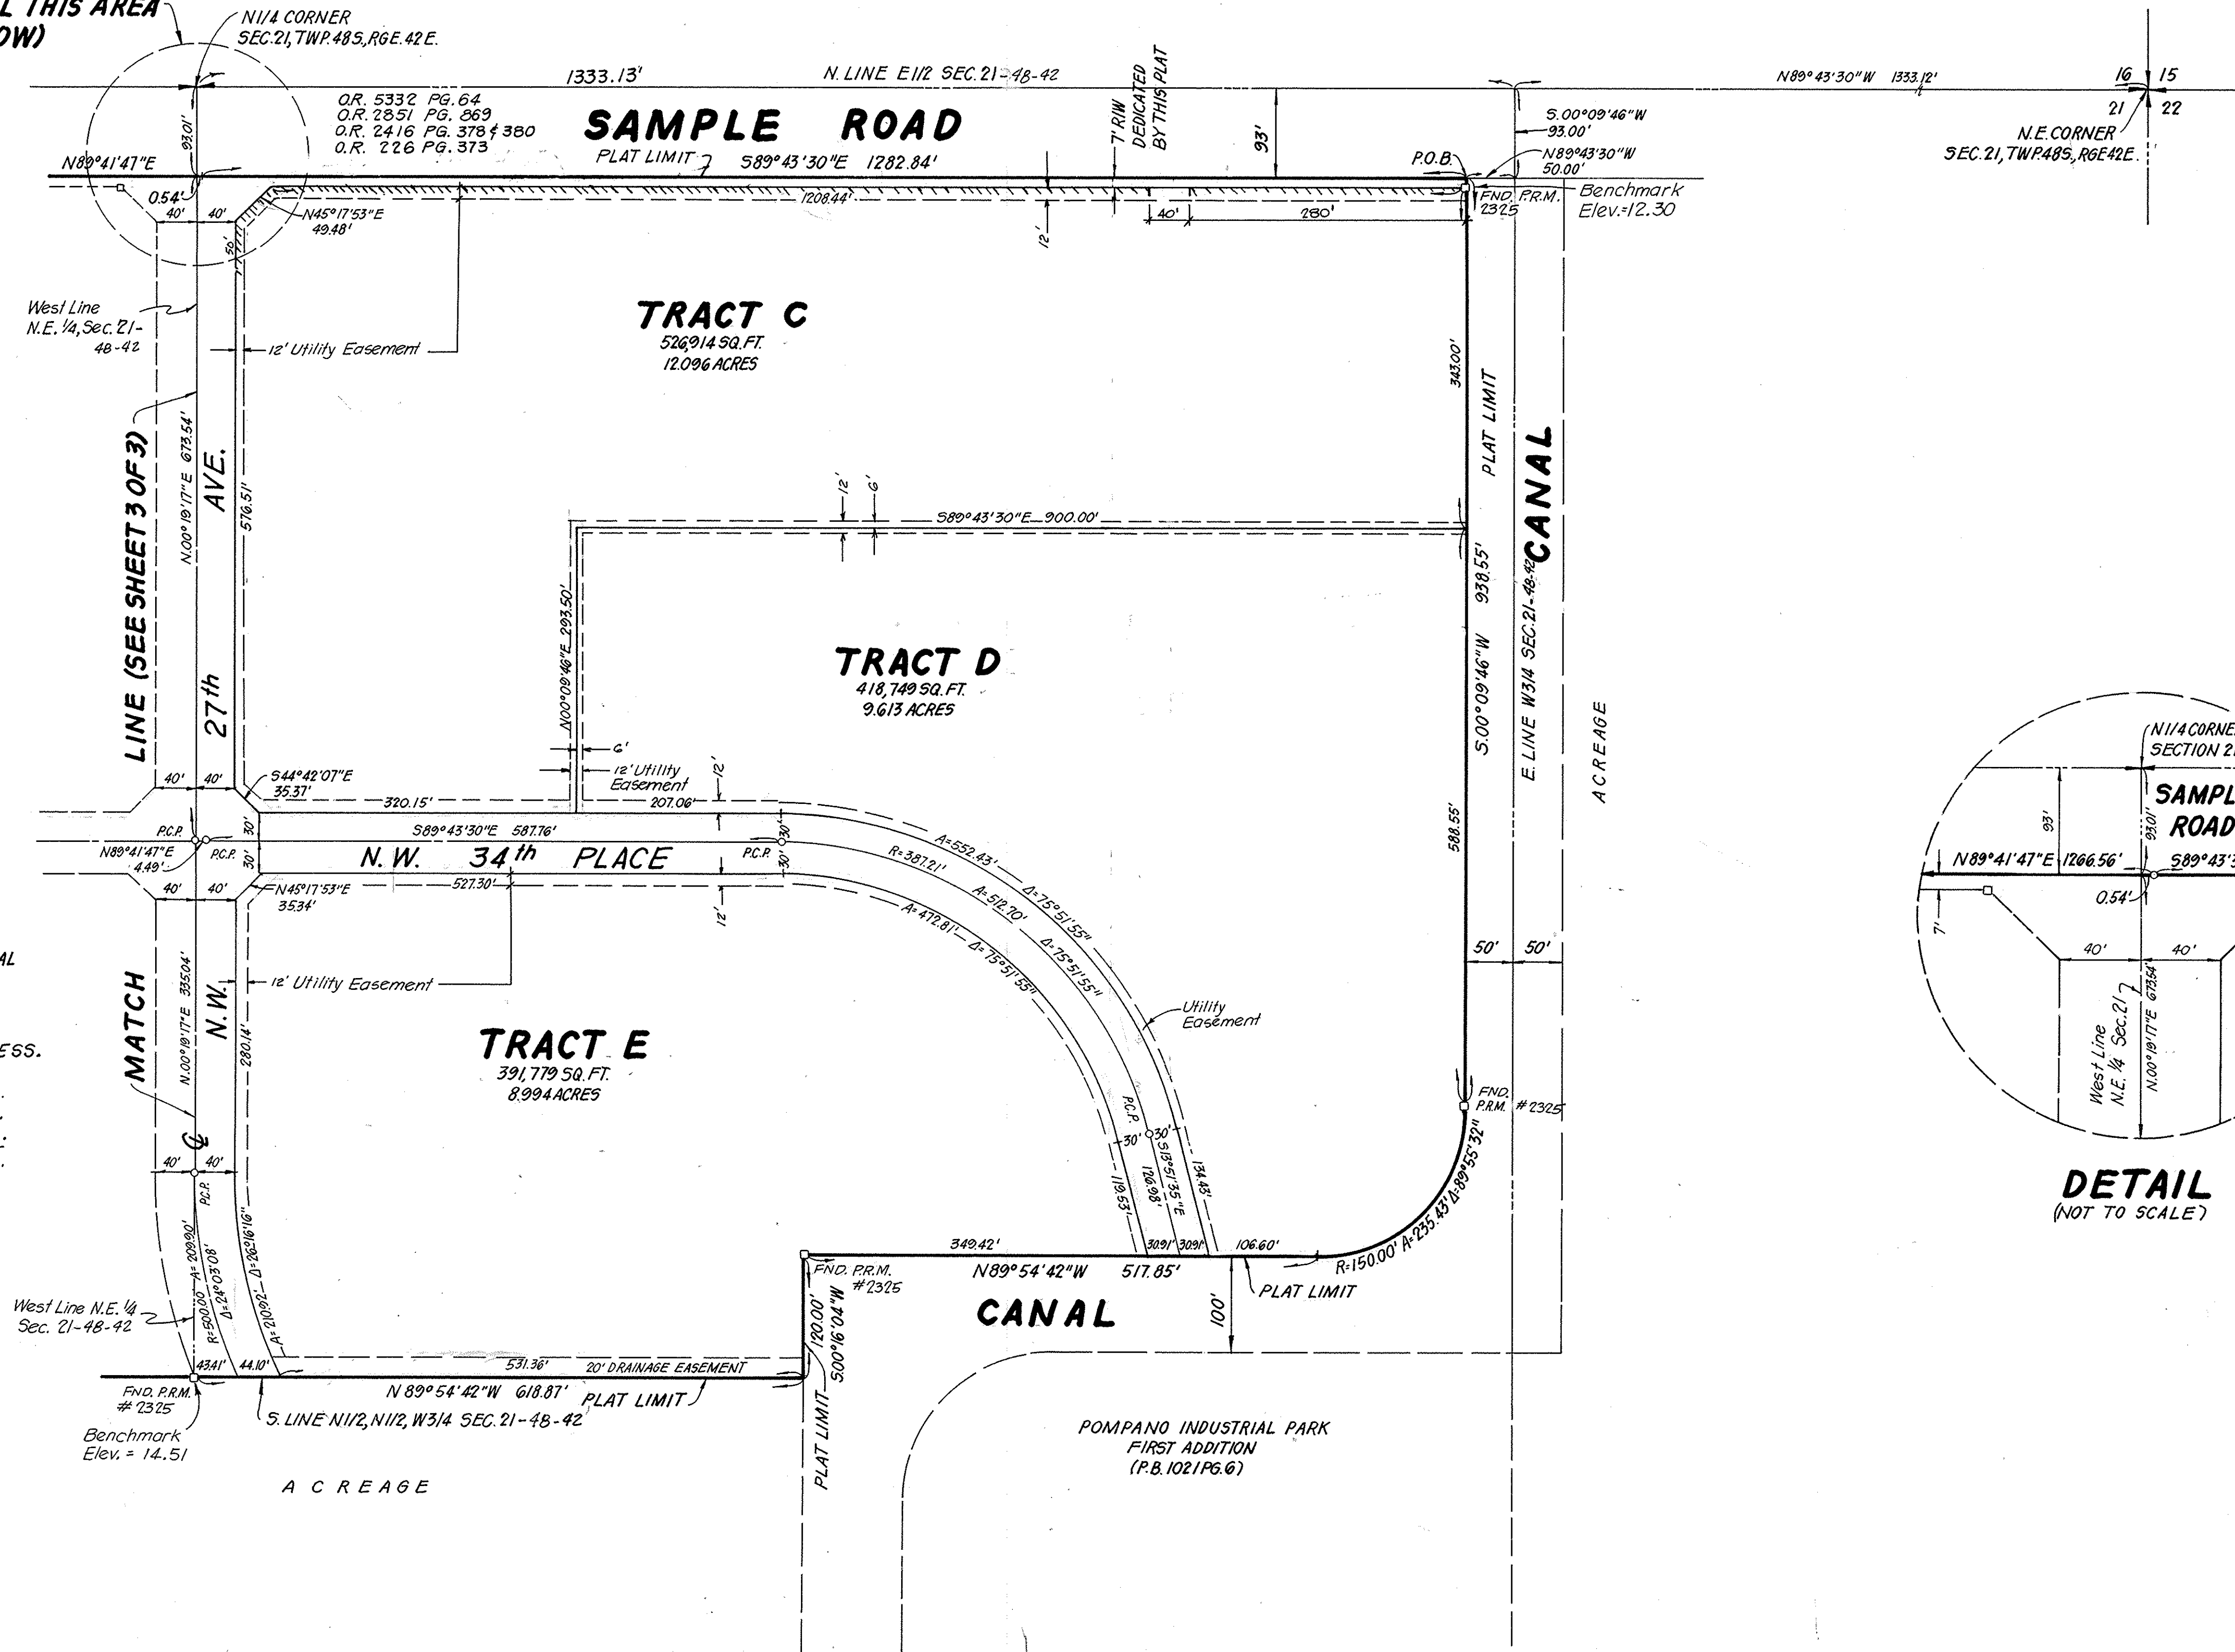 L THIS AREA
OW)
N1/4 CORNER
SEC.21, TWP.48S., RGE.42E.
1333.13'
N. LINE E1/2 SEC. 21-48-42
N89°43'30"W 1333.12'
16 15
21 22
N.E. CORNER
SEC.21, TWP.48S., RGE42E.
93.01'
O.R. 5332 PG. 64
O.R. 2851 PG. 869
O.R. 2416 PG. 378 & 380
O.R. 226 PG. 373
SAMPLE ROAD
7' R/W
DEDICATED
BY THIS PLAT
93'
S.00°09'46"W
93.00'
N89°43'30"W
50.00'
N89°41'47"E
PLAT LIMIT
S89°43'30"E 1282.84'
P.O.B.
0.54'
40' 40'
N45°17'53"E
49.48'
50'
1208.44'
12'
40'
280'
FND. P.R.M.
2325
Benchmark
Elev.=12.30
West Line
N.E. 1/4, Sec. 21-
48-42
12' Utility Easement
TRACT C
526,914 SQ. FT.
12.096 ACRES
343.00'
PLAT LIMIT
CANAL
LINE (SEE SHEET 3 OF 3)
N.00°19'17"E 673.54'
27th AVE.
576.51'
12'
6'
S89°43'30"E 900.00'
N00°09'46"E 293.50'
TRACT D
418,749 SQ. FT.
9.613 ACRES
S.00°09'46"W 938.55'
E. LINE W3/4 SEC. 21-48-42
ACREAGE
588.55'
6'
12' Utility
Easement
12'
40' 40'
S44°42'07"E
35.37'
320.15'
207.06'
P.C.P.
P.C.P.
30'
30'
S89°43'30"E 587.76'
P.C.P.
30'
30'
N89°41'47"E
4.49'
N.W. 34th PLACE
40' 40'
N45°17'53"E
35.34'
527.30'
12'
A=552.43' Δ=75°51'55"
R=387.21' A=512.70' Δ=75°51'55"
A=472.81' Δ=75°51'55"
50' 50'
AL
ESS.
MATCH
N.00°19'17"E 335.04'
N.W.
280.14'
12' Utility Easement
TRACT E
391,779 SQ. FT.
8.994 ACRES
Utility
Easement
FND.
P.R.M. #2325
P.C.P.
30' 30'
119.53'
S13°51'35"E
126.98'
134.43'
40' 40'
P.C.P.
A=209.90'
R=500.00'
Δ=24°03'08"
A=210.92' Δ=26°16'16"
349.42'
30.91' 30.91'
106.60'
R=150.00' A=235.43' Δ=89°55'32"
FND. P.R.M.
#2325
N89°54'42"W 517.85'
PLAT LIMIT
CANAL
100'
120.00'
S.00°16'04"W
PLAT LIMIT
West Line N.E. 1/4
Sec. 21-48-42
43.41' 44.10'
531.36'
20' DRAINAGE EASEMENT
FND. P.R.M.
#2325
N 89°54'42"W 618.87'
PLAT LIMIT
S. LINE N1/2, N1/2, W3/4 SEC. 21-48-42
Benchmark
Elev. = 14.51
ACREAGE
POMPANO INDUSTRIAL PARK
FIRST ADDITION
(P.B. 102 / PG. 6)
N1/4 CORNE
SECTION 2
SAMPL
ROAD
93'
93.01'
N89°41'47"E 1266.56'
S89°43'3
0.54'
7'
40' 40'
West Line
N.E. 1/4 Sec. 21
N.00°19'17"E 673.54'
DETAIL
(NOT TO SCALE)